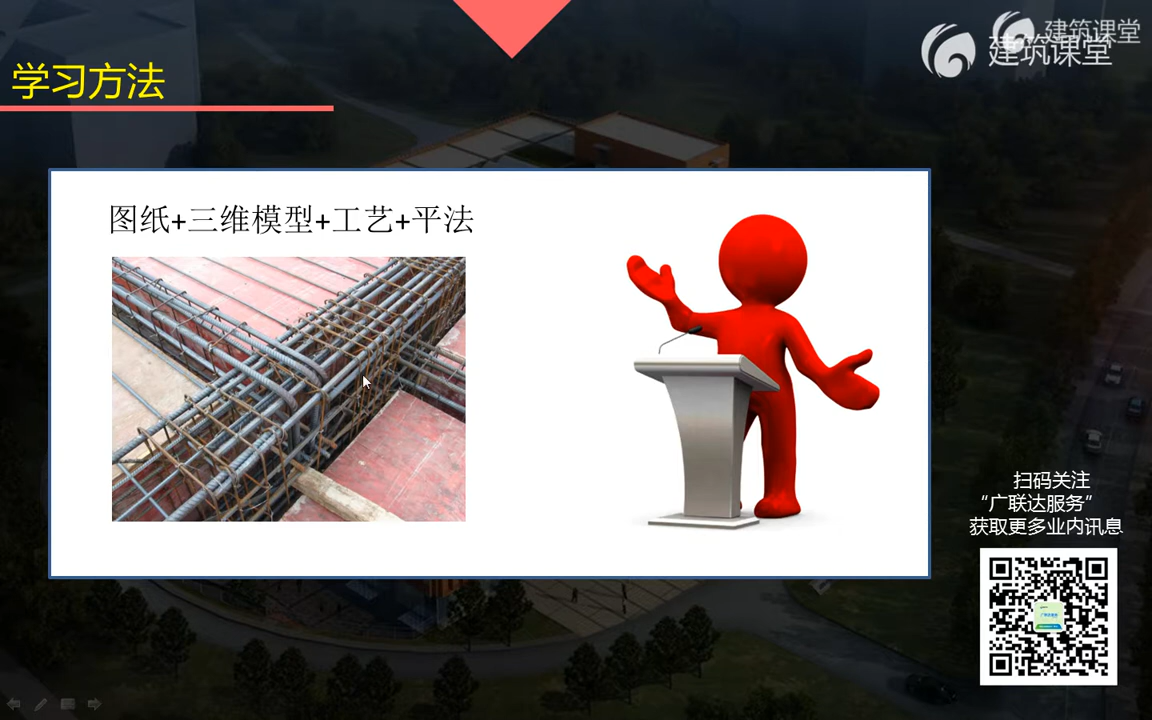 建筑课堂
建筑课堂
学习方法
图纸+三维模型+工艺+平法
扫码关注
“广联达服务”
获取更多业内讯息